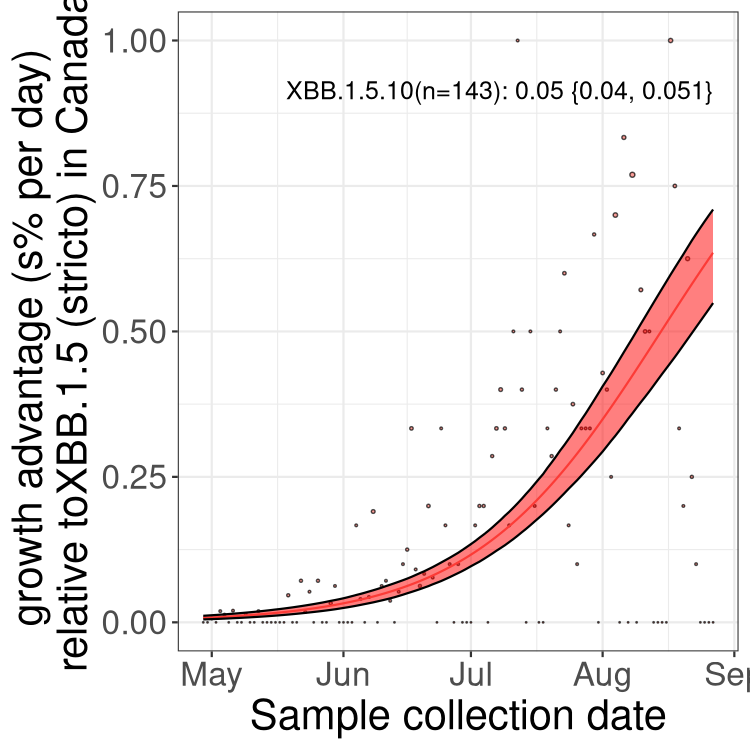 growth advantage (s% per day)
relative toXBB.1.5 (stricto) in Canada
1.00
0.75
0.50
0.25
0.00
XBB.1.5.10(n=143): 0.05 {0.04, 0.051}
May Jun Jul Aug Sep
Sample collection date